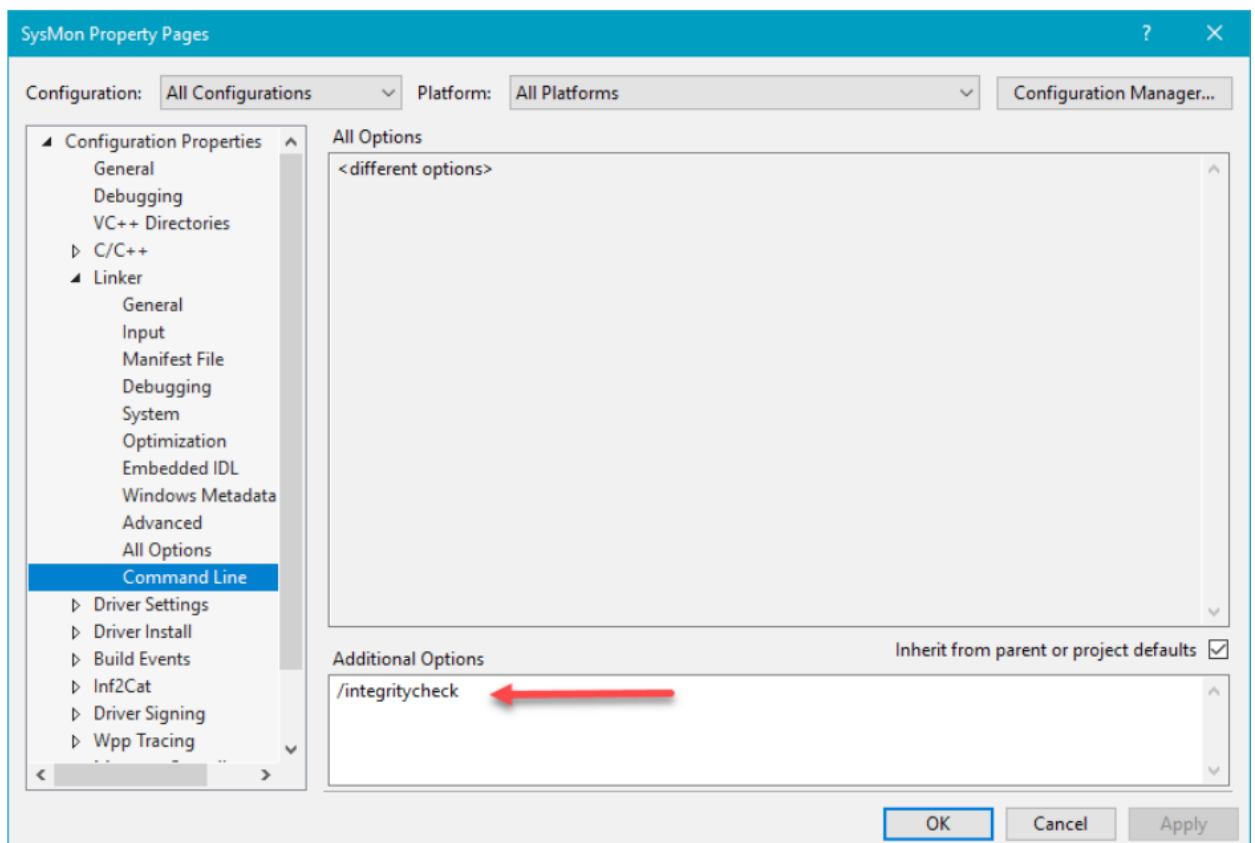 SysMon Property Pages
Configuration: All Configurations Platform: All Platforms Configuration Manager...
Configuration Properties
General
Debugging
VC++ Directories
C/C++
Linker
General
Input
Manifest File
Debugging
System
Optimization
Embedded IDL
Windows Metadata
Advanced
All Options
Command Line
Driver Settings
Driver Install
Build Events
Inf2Cat
Driver Signing
Wpp Tracing
All Options
<different options>
Inherit from parent or project defaults
Additional Options
/integritycheck
OK Cancel Apply